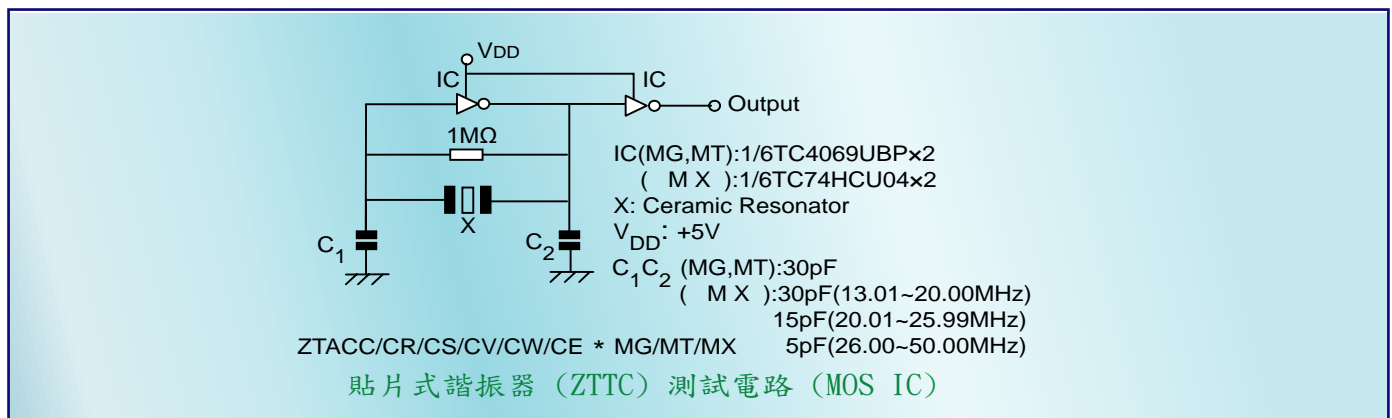 VDD
IC
IC
Output
1MΩ
X
C1
C2
IC(MG,MT):1/6TC4069UBP×2
( M X ):1/6TC74HCU04×2
X: Ceramic Resonator
VDD: +5V
C1C2 (MG,MT):30pF
( M X ):30pF(13.01~20.00MHz)
15pF(20.01~25.99MHz)
5pF(26.00~50.00MHz)
ZTACC/CR/CS/CV/CW/CE * MG/MT/MX
貼片式諧振器 (ZTTC) 測試電路 (MOS IC)